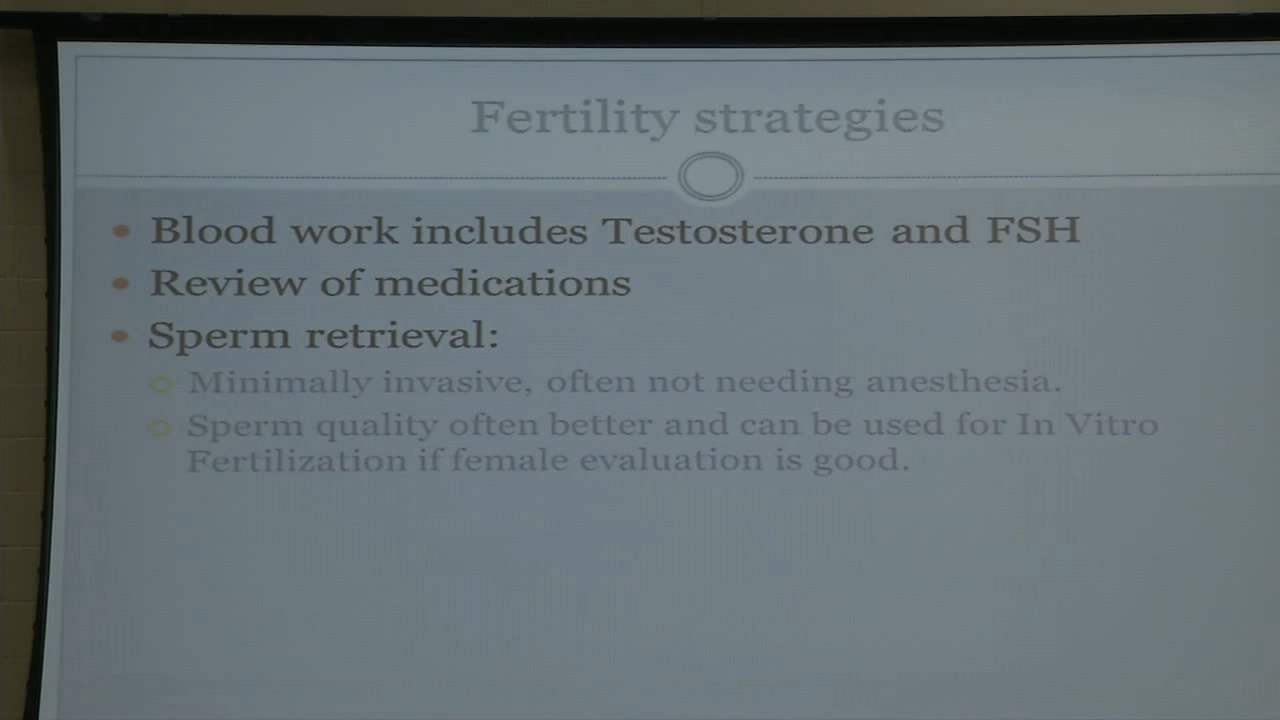 Fertility strategies
Blood work includes Testosterone and FSH
Review of medications
Sperm retrieval:
Minimally invasive, often not needing anesthesia.
Sperm quality often better and can be used for In Vitro
Fertilization if female evaluation is good.